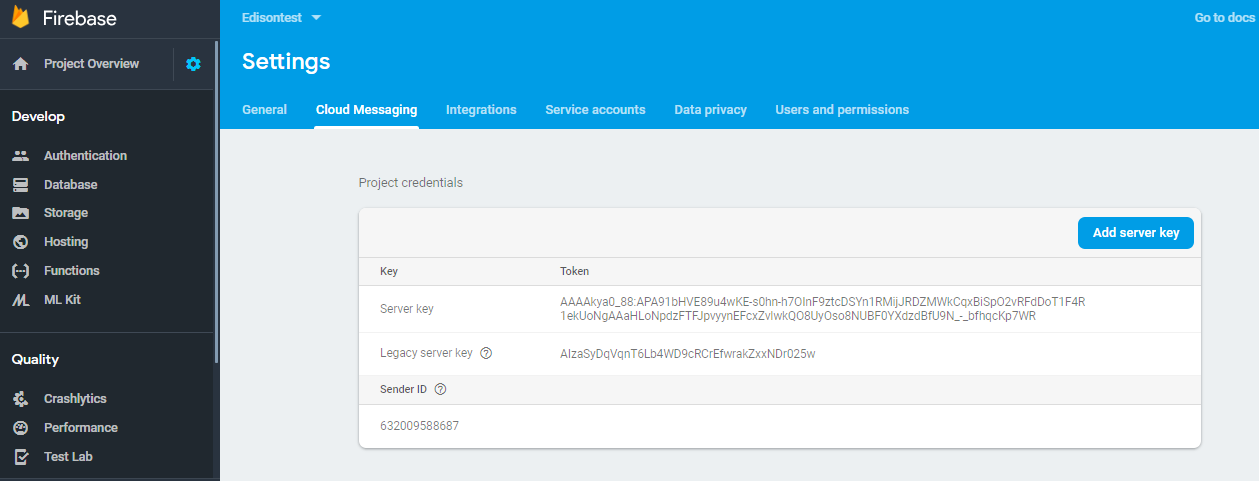 Firebase
Project Overview
Develop
Authentication
Database
Storage
Hosting
Functions
ML Kit
Quality
Crashlytics
Performance
Test Lab
Edisontest
Go to docs
Settings
General Cloud Messaging Integrations Service accounts Data privacy Users and permissions
Project credentials
Add server key
Key Token
Server key
AAAAkya0_88:APA91bHVE89u4wKE-s0hn-h7OInF9ztcDSYn1RMijJRDZMWkCqxBiSpO2vRFdDoT1F4R
1ekUoNgAAaHLoNpdzFTFJpvyynEFcxZvlwkQO8UyOso8NUBF0YXdzdBfU9N_-_bfhqcKp7WR
Legacy server key
AIzaSyDqVqnT6Lb4WD9cRCrEfwrakZxxNDr025w
Sender ID
632009588687